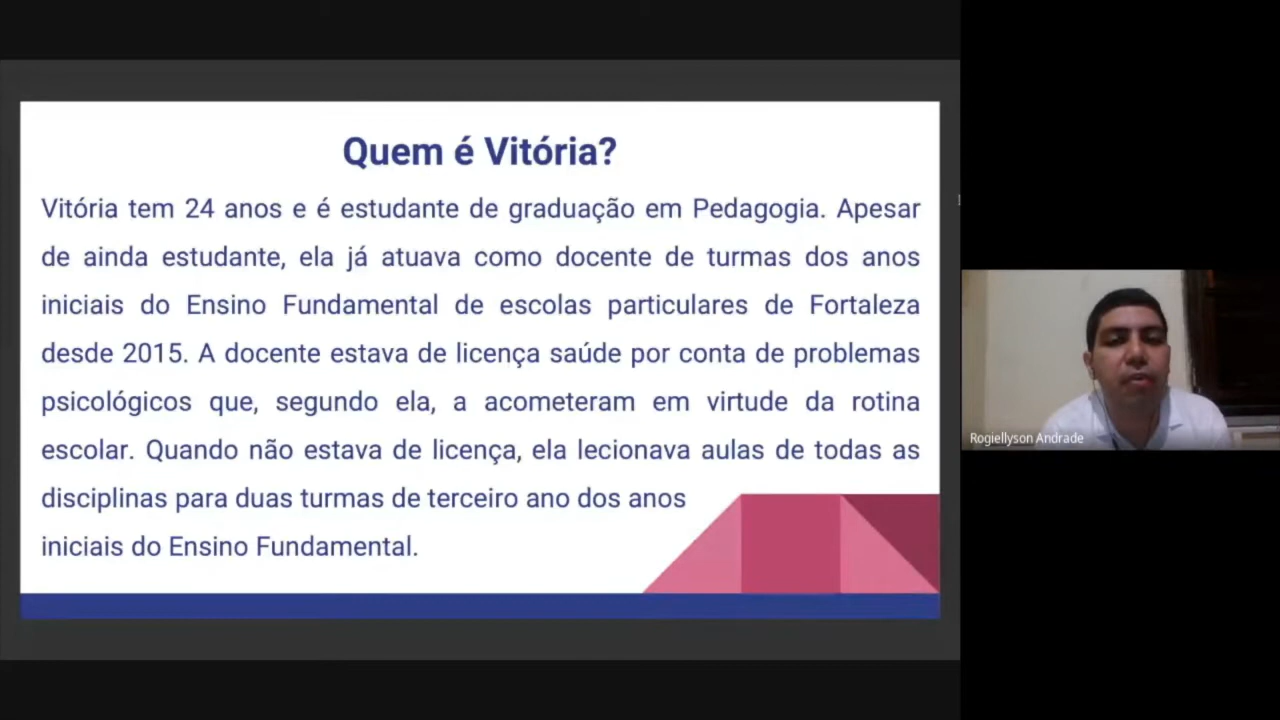 Quem é Vitória?
Vitória tem 24 anos e é estudante de graduação em Pedagogia. Apesar
de ainda estudante, ela já atuava como docente de turmas dos anos
iniciais do Ensino Fundamental de escolas particulares de Fortaleza
desde 2015. A docente estava de licença saúde por conta de problemas
psicológicos que, segundo ela, a acometeram em virtude da rotina
escolar. Quando não estava de licença, ela lecionava aulas de todas as
disciplinas para duas turmas de terceiro ano dos anos
iniciais do Ensino Fundamental.
Rogiellyson Andrade